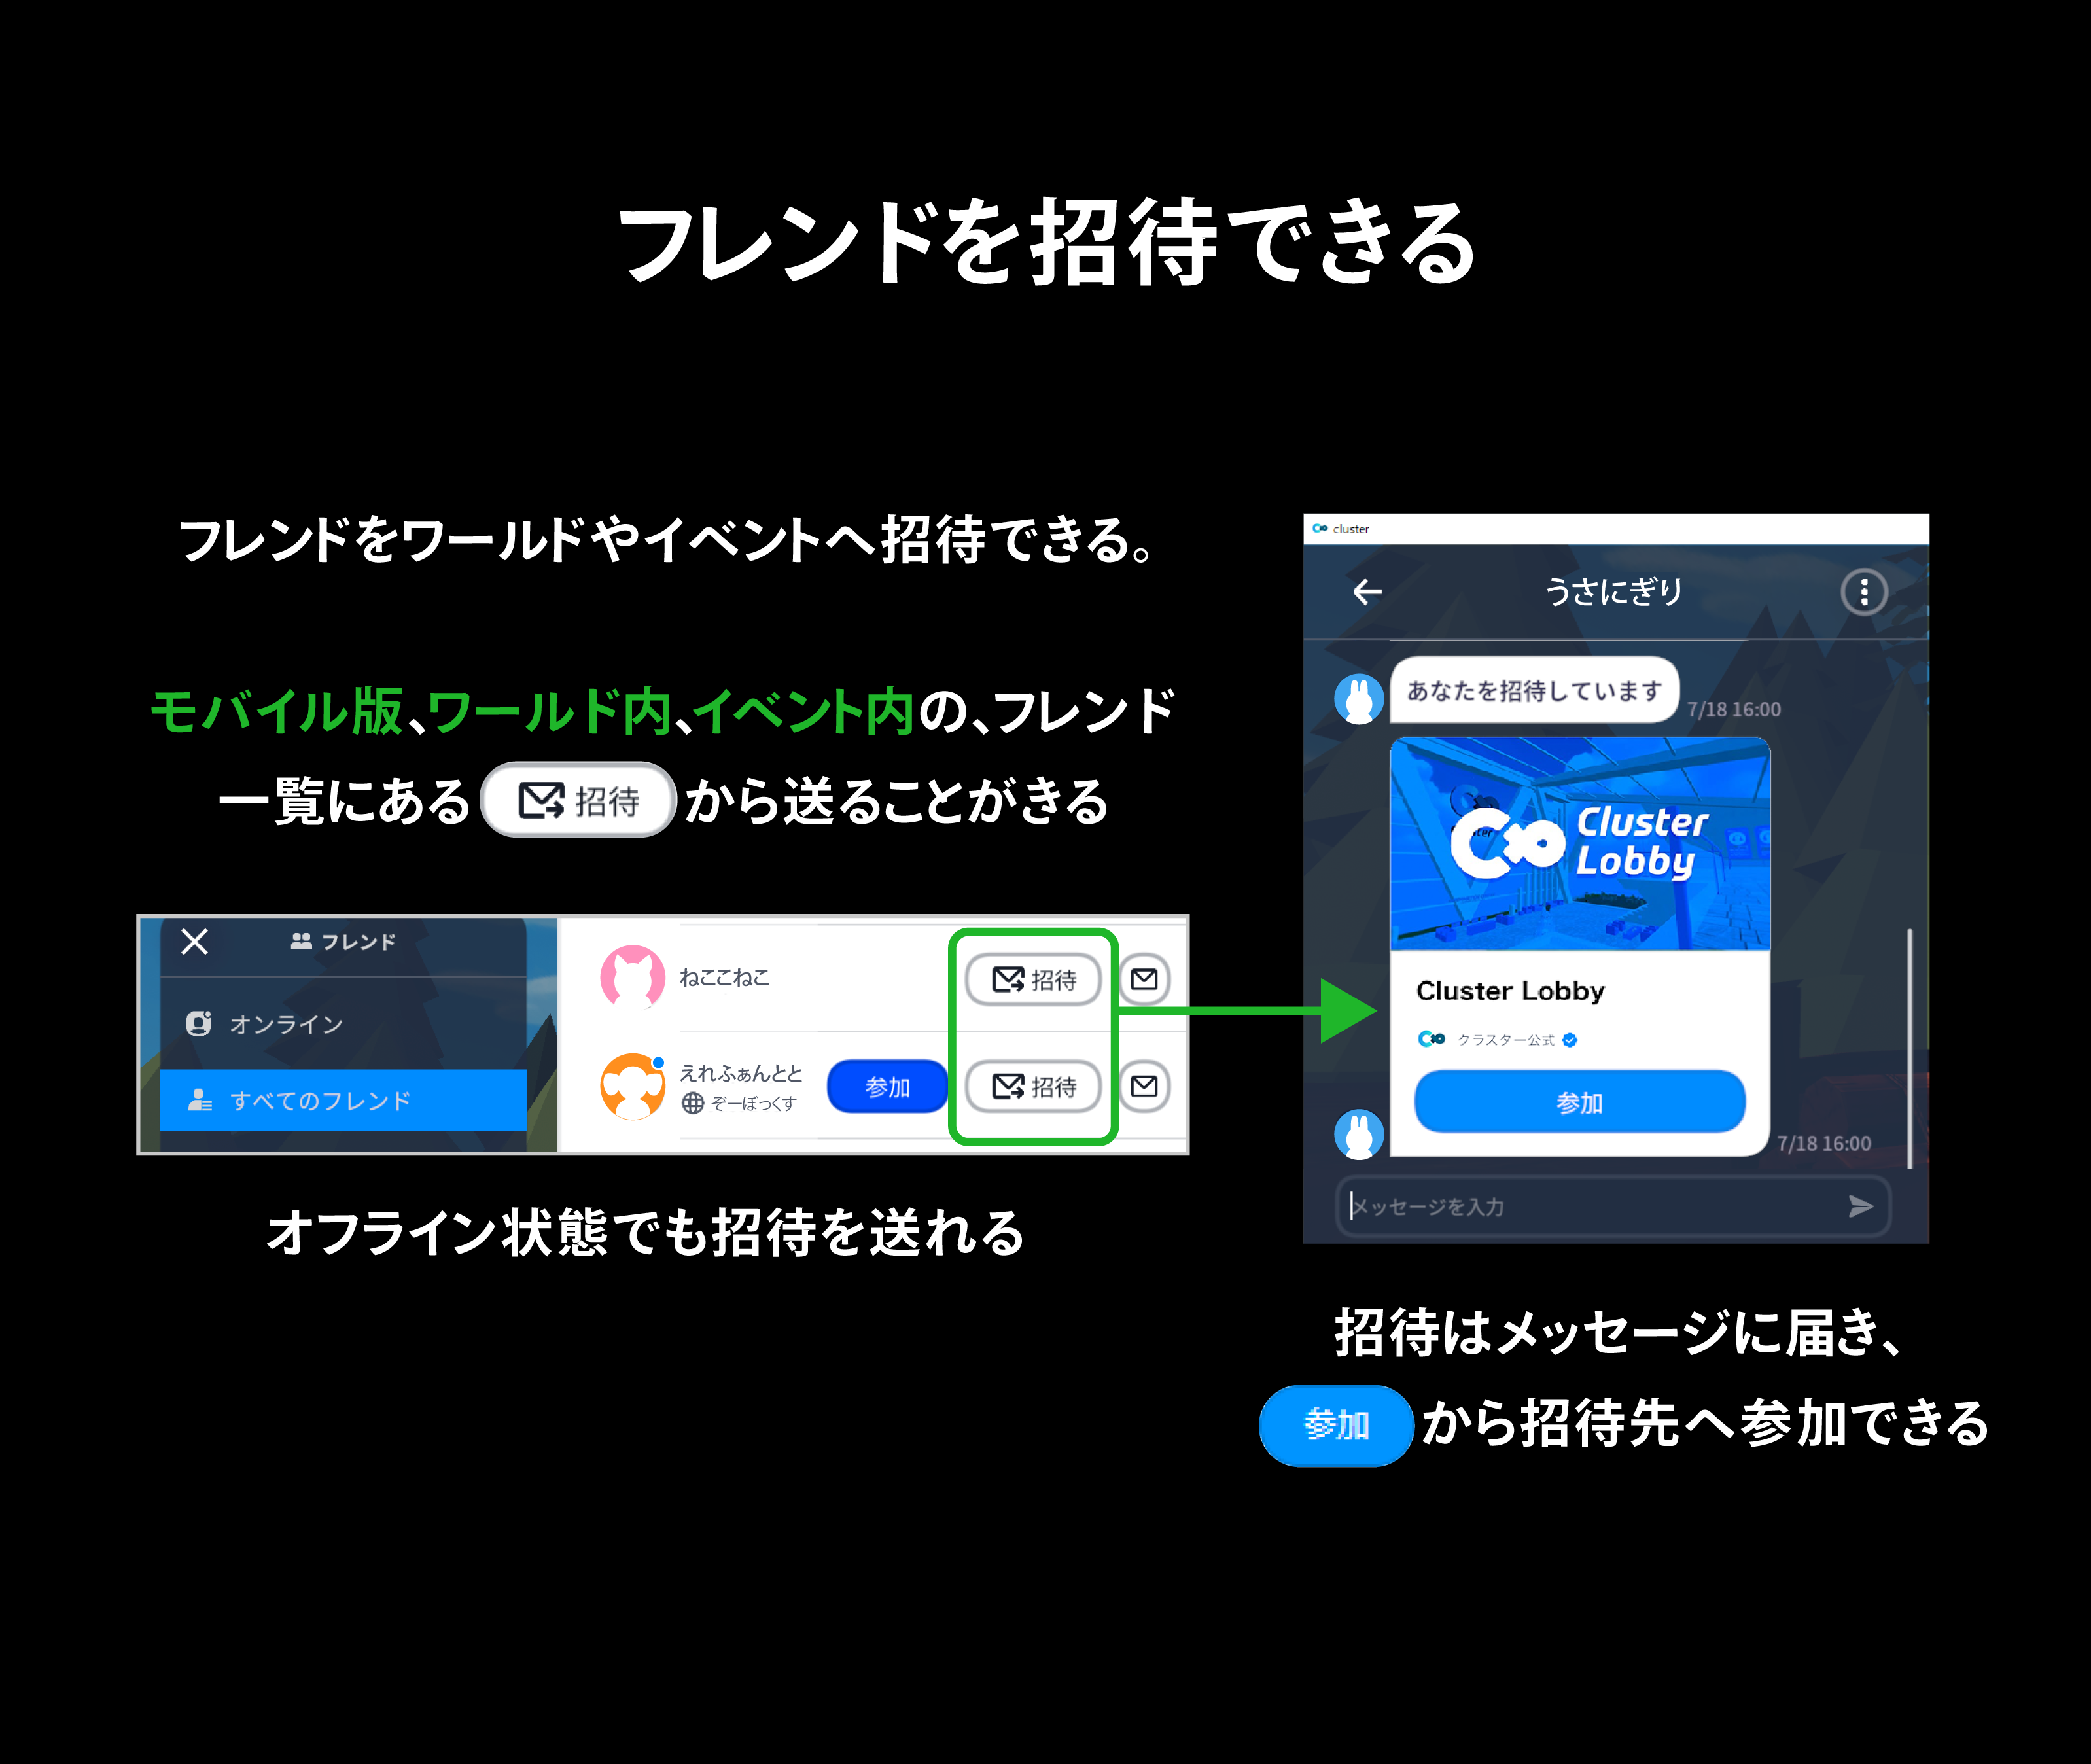 フレンドを招待できる
フレンドをワールドやイベントへ招待できる。
モバイル版、ワールド内、イベント内の、フレンド
一覧にある 招待 から送ることがきる
フレンド
オンライン
すべてのフレンド
ねここねこ
招待
えれふぁんとと
ぞーぼっくす
参加
招待
オフライン状態でも招待を送れる
cluster
うさにぎり
あなたを招待しています
7/18 16:00
Cluster
Lobby
Cluster Lobby
クラスター公式
参加
7/18 16:00
メッセージを入力
招待はメッセージに届き、
参加 から招待先へ参加できる